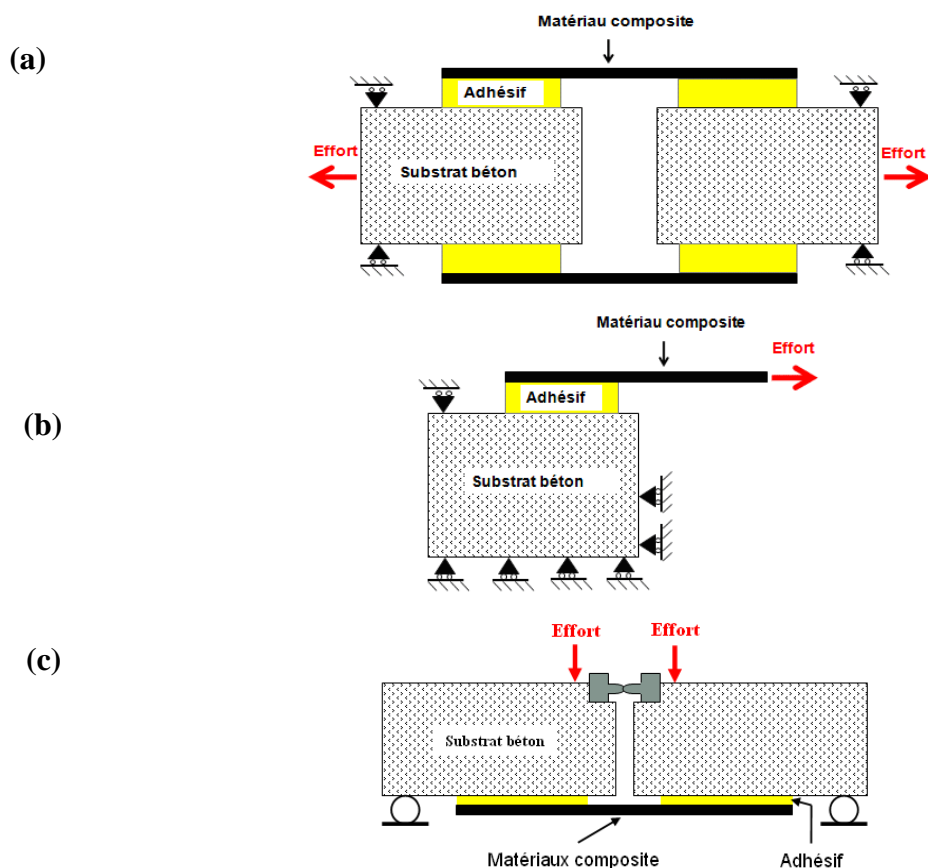 Matériau composite
(a)
Adhésif
Effort
Effort
Substrat béton
Matériau composite
Effort
(b)
Adhésif
Substrat béton
(c)
Effort
Effort
Substrat béton
Matériaux composite
Adhésif